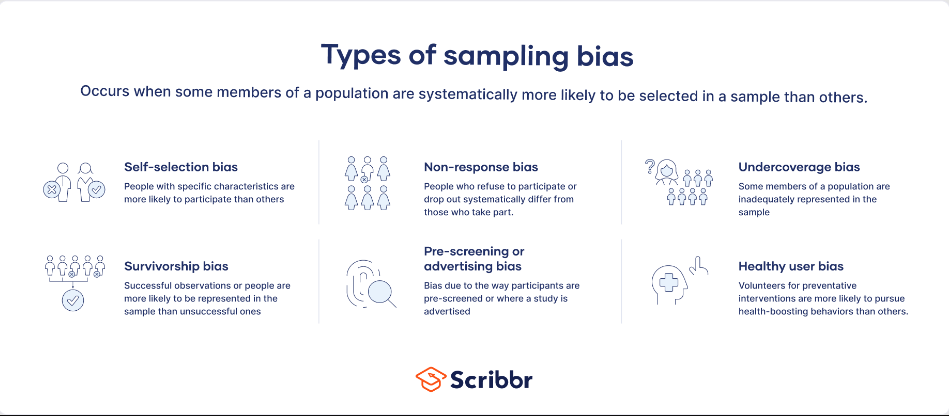 Types of sampling bias
Occurs when some members of a population are systematically more likely to be selected in a sample than others.
Self-selection bias
People with specific characteristics are
more likely to participate than others
Non-response bias
People who refuse to participate or
drop out systematically differ from
those who take part.
?
Undercoverage bias
Some members of a population are
inadequately represented in the
sample
Survivorship bias
Successful observations or people are
more likely to be represented in the
sample than unsuccessful ones
Pre-screening or
advertising bias
Bias due to the way participants are
pre-screened or where a study is
advertised
Healthy user bias
Volunteers for preventative
interventions are more likely to pursue
health-boosting behaviors than others.
Scribbr